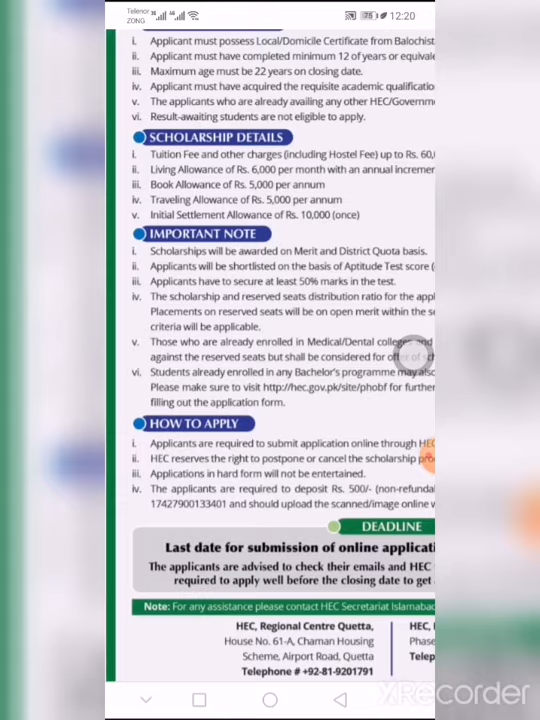 Telenor
ZONG
75
12:20
i. Applicant must possess Local/Domicile Certificate from Balochist
ii. Applicant must have completed minimum 12 of years or equivale
iii. Maximum age must be 22 years on closing date.
iv. Applicant must have acquired the requisite academic qualificatio
v. The applicants who are already availing any other HEC/Governm
vi. Result-awaiting students are not eligible to apply.
SCHOLARSHIP DETAILS
i. Tuition Fee and other charges (including Hostel Fee) up to Rs. 60,
ii. Living Allowance of Rs. 6,000 per month with an annual incremen
iii. Book Allowance of Rs. 5,000 per annum
iv. Traveling Allowance of Rs. 5,000 per annum
v. Initial Settlement Allowance of Rs. 10,000 (once)
IMPORTANT NOTE
i. Scholarships will be awarded on Merit and District Quota basis.
ii. Applicants will be shortlisted on the basis of Aptitude Test score (
iii. Applicants have to secure at least 50% marks in the test.
iv. The scholarship and reserved seats distribution ratio for the appl
Placements on reserved seats will be on open merit within the se
criteria will be applicable.
v. Those who are already enrolled in Medical/Dental colleges and
against the reserved seats but shall be considered for offer of sch
vi. Students already enrolled in any Bachelor's programme may also
Please make sure to visit http://hec.gov.pk/site/phobf for further
filling out the application form.
HOW TO APPLY
i. Applicants are required to submit application online through HEC
ii. HEC reserves the right to postpone or cancel the scholarship pro
iii. Applications in hard form will not be entertained.
iv. The applicants are required to deposit Rs. 500/- (non-refunda
17427900133401 and should upload the scanned/image online w
DEADLINE
Last date for submission of online applicati
The applicants are advised to check their emails and HEC
required to apply well before the closing date to get
Note: For any assistance please contact HEC Secretariat Islamabad
HEC, Regional Centre Quetta,
House No. 61-A, Chaman Housing
Scheme, Airport Road, Quetta
Telephone # +92-81-9201791
HEC,
Phase
Telep
XRecorder